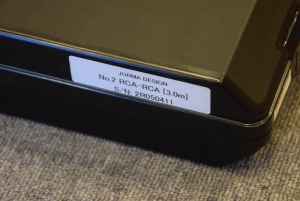 JORMA DESIGN
No.2 RCA-RCA [3.0m]
S/N: 2R050411